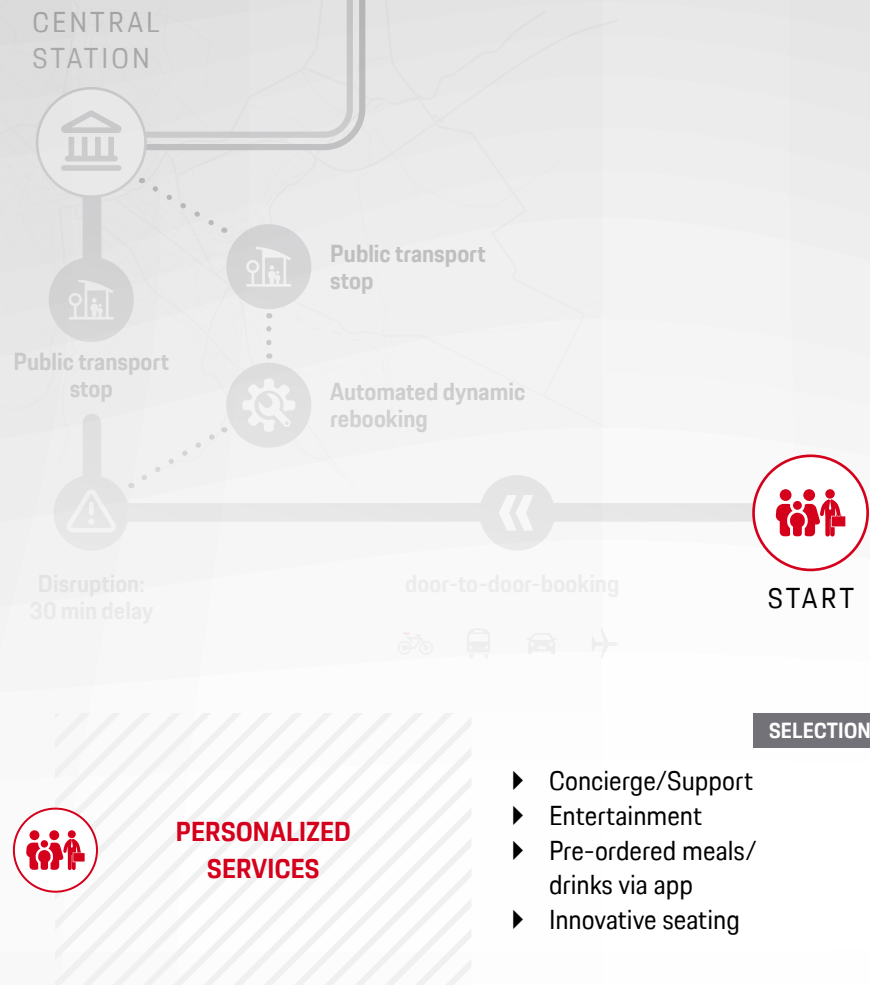 CENTRAL
STATION
Public transport
stop
Public transport
stop
Automated dynamic
rebooking
Disruption:
30 min delay
door-to-door-booking
START
SELECTION
PERSONALIZED
SERVICES
Concierge/Support
Entertainment
Pre-ordered meals/
drinks via app
Innovative seating